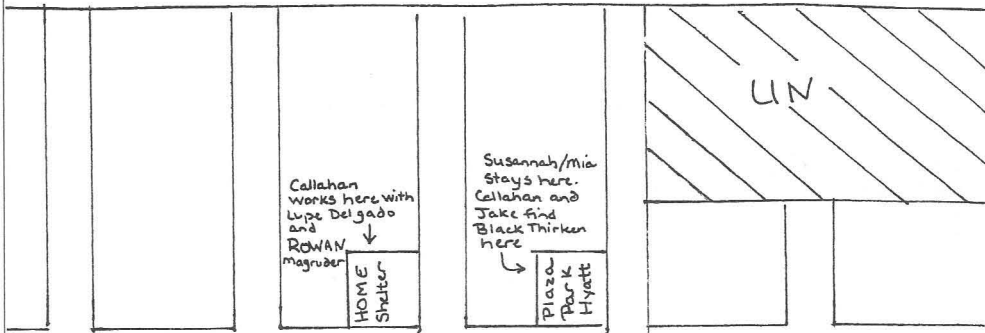 Callahan
works here with
Lupe Delgado
and
ROWAN
Magruder
HOME
Shelter
Susannah/Mia
stays here.
Callahan and
Jake find
Black Thirken
here
Plaza
Park
Hyatt
UN